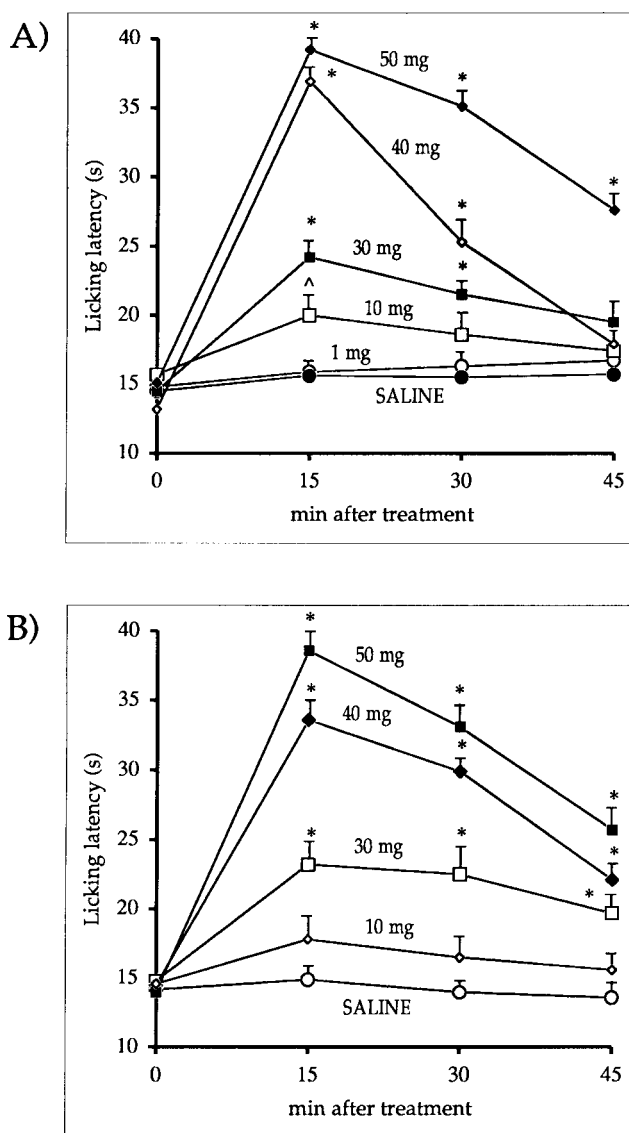 A)
40
35
30
25
20
15
10
Licking latency (s)
*
*
*
*
*
*
*
^
50 mg
40 mg
30 mg
10 mg
1 mg
SALINE
0 15 30 45
min after treatment
B)
40
35
30
25
20
15
10
Licking latency (s)
*
*
*
*
*
*
*
*
*
50 mg
40 mg
30 mg
10 mg
SALINE
0 15 30 45
min after treatment